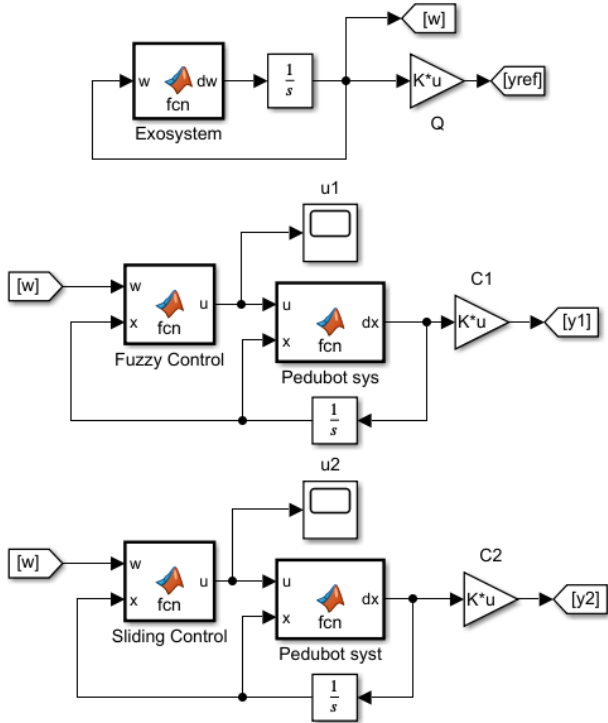 [w]
w
dw
fcn
1
s
K*u
[yref]
Exosystem
Q
u1
[w]
w
x
u
fcn
Fuzzy Control
u
x
dx
fcn
Pedubot sys
C1
K*u
[y1]
1
s
u2
[w]
w
x
u
fcn
Sliding Control
u
x
dx
fcn
Pedubot syst
C2
K*u
[y2]
1
s